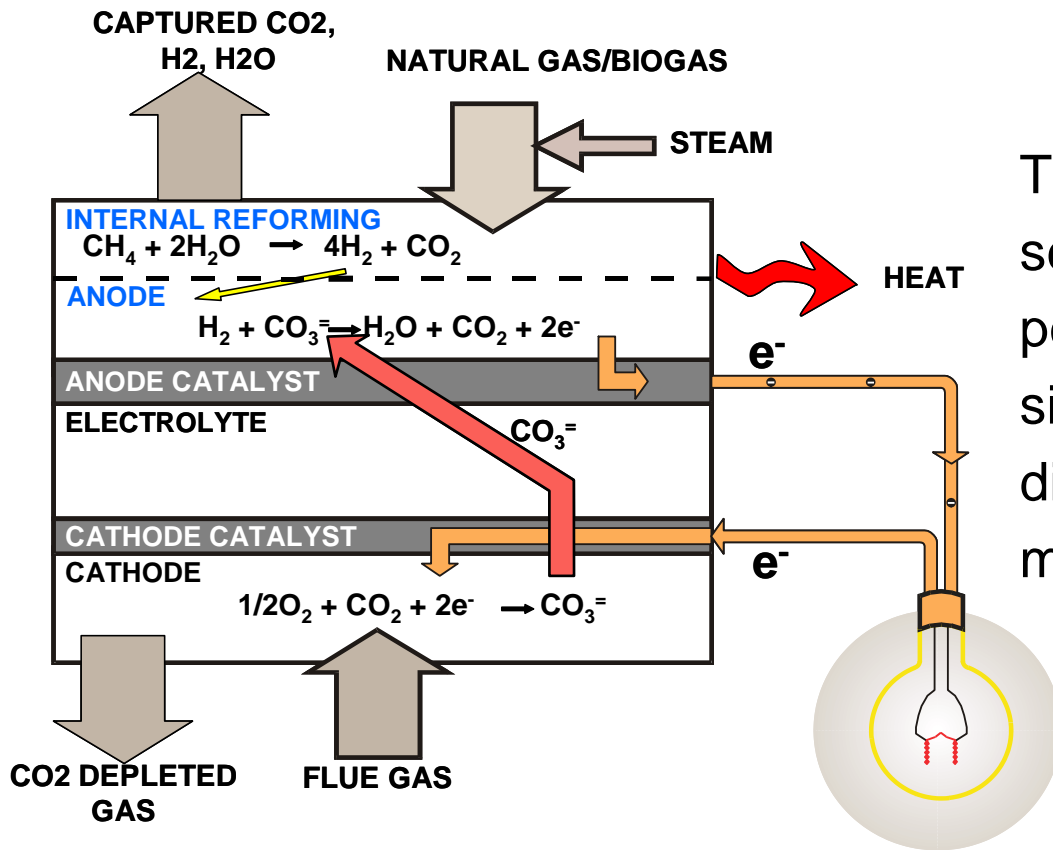 CAPTURED CO2,
H2, H2O
NATURAL GAS/BIOGAS
STEAM
INTERNAL REFORMING
CH₄ + 2H₂O → 4H₂ + CO₂
ANODE
H₂ + CO₃⁼ → H₂O + CO₂ + 2e⁻
HEAT
e⁻
ANODE CATALYST
ELECTROLYTE
CO₃⁼
CATHODE CATALYST
e⁻
CATHODE
1/2O₂ + CO₂ + 2e⁻ → CO₃⁼
CO2 DEPLETED
GAS
FLUE GAS